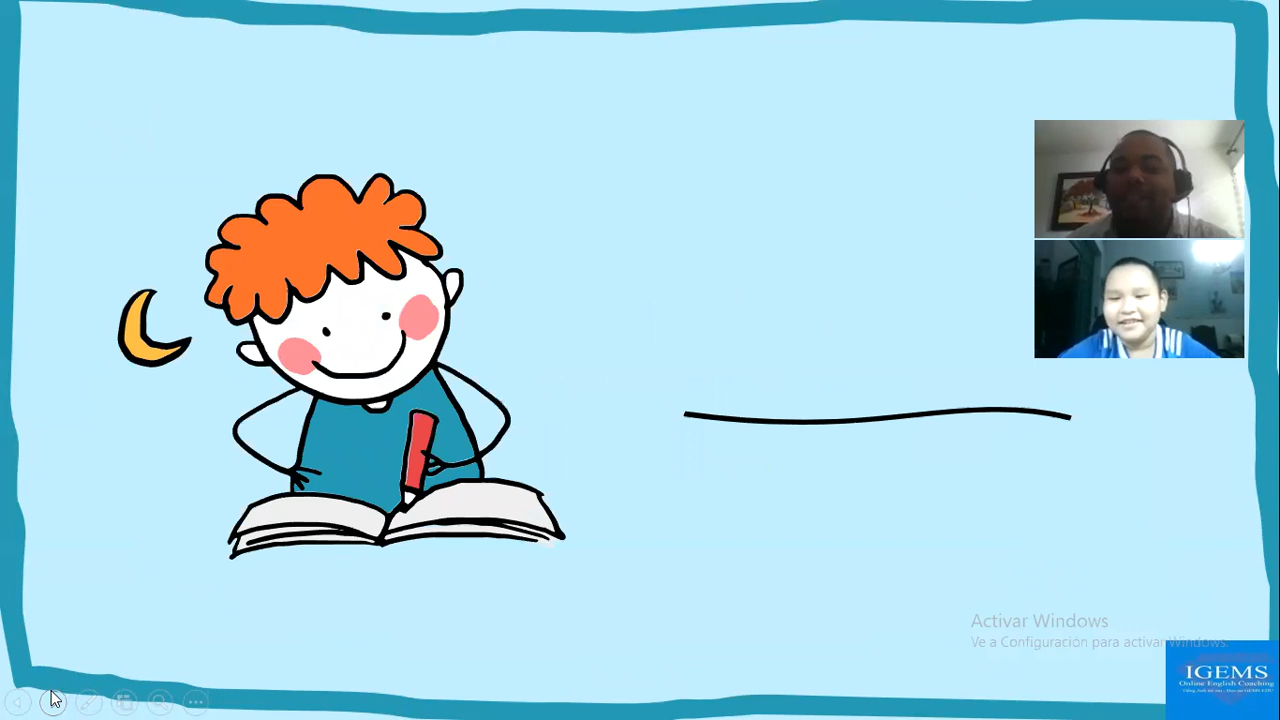 Activar Windows
Ve a Configuración para activar Windows.
IGEMS
Online English Coaching